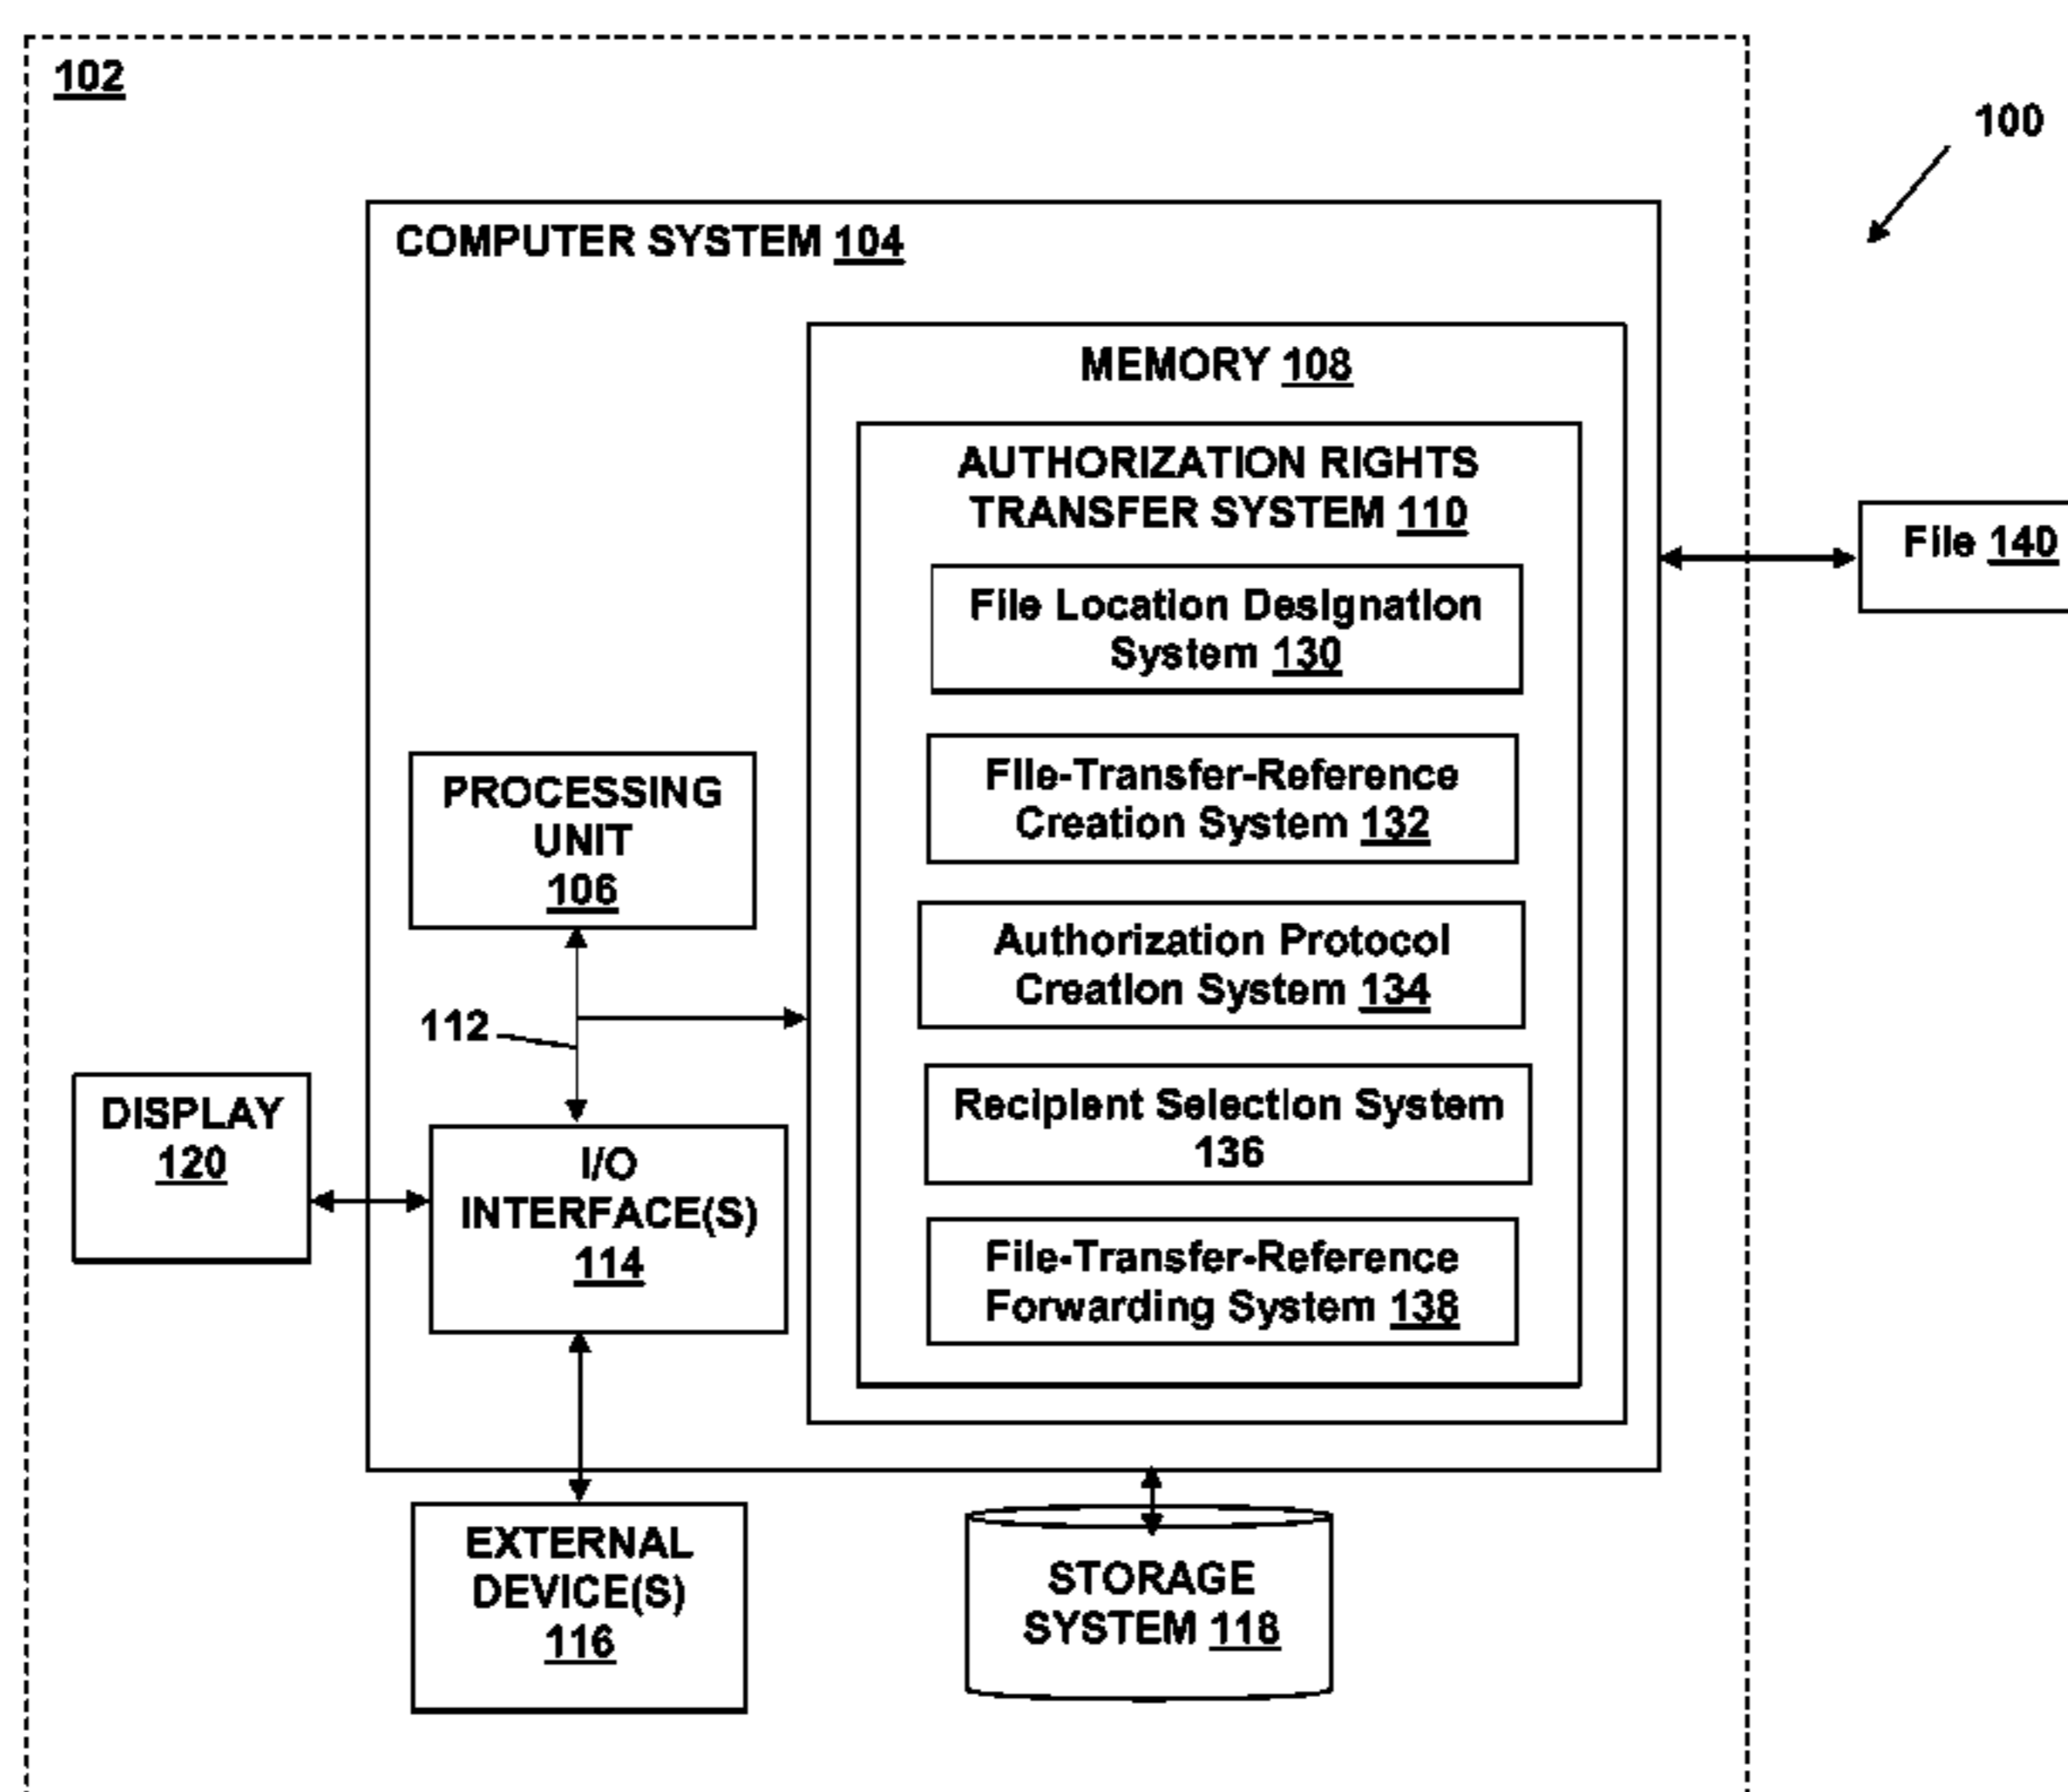 102
100
COMPUTER SYSTEM 104
MEMORY 108
AUTHORIZATION RIGHTS
TRANSFER SYSTEM 110
File 140
File Location Designation
System 130
File-Transfer-Reference
Creation System 132
PROCESSING
UNIT
106
Authorization Protocol
Creation System 134
112
Recipient Selection System
136
DISPLAY
120
I/O
INTERFACE(S)
114
File-Transfer-Reference
Forwarding System 138
EXTERNAL
DEVICE(S)
116
STORAGE
SYSTEM 118